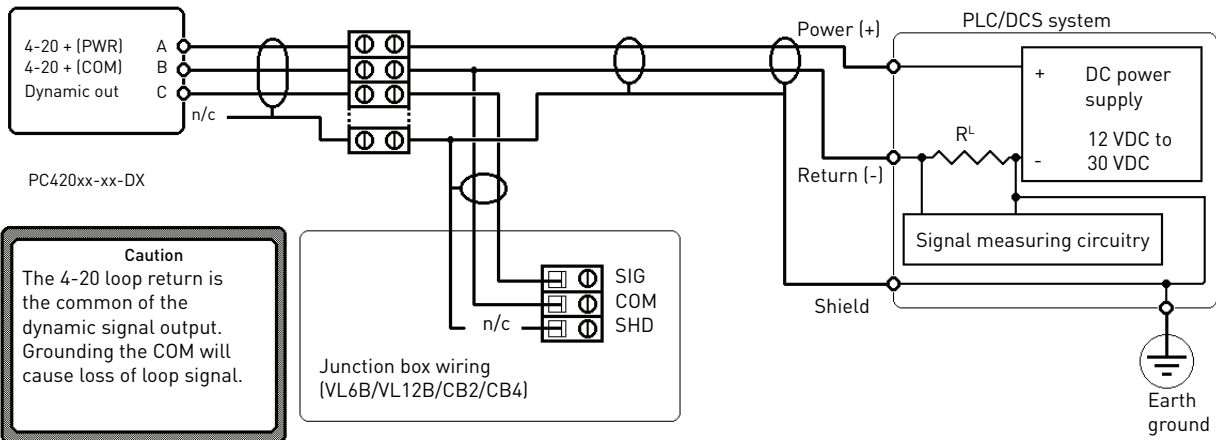 4-20 + (PWR) A
4-20 + (COM) B
Dynamic out C
n/c
PC420xx-xx-DX
Caution
The 4-20 loop return is
the common of the
dynamic signal output.
Grounding the COM will
cause loss of loop signal.
SIG
COM
SHD
n/c
Junction box wiring
(VL6B/VL12B/CB2/CB4)
Power (+)
Return (-)
Shield
PLC/DCS system
+
-
DC power
supply
12 VDC to
30 VDC
RL
Signal measuring circuitry
Earth
ground